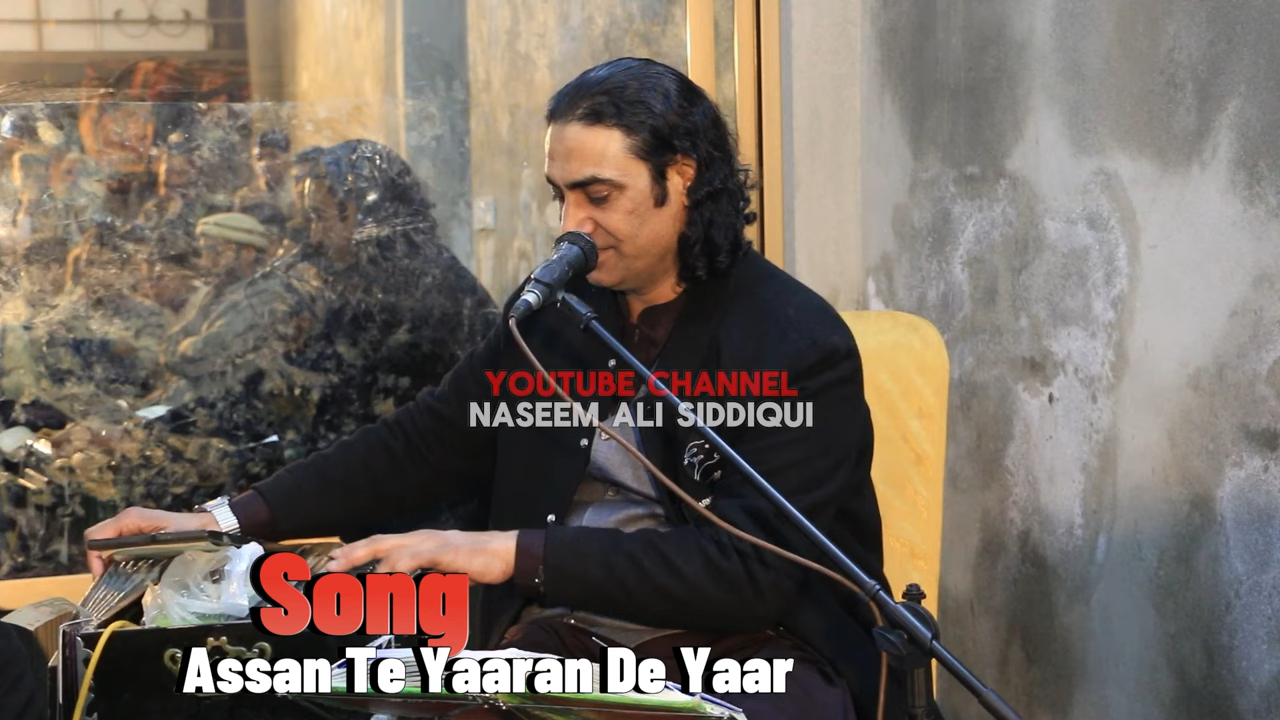 YOUTUBE CHANNEL
NASEEM ALI SIDDIQUI
Song
Assan Te Yaaran De Yaar